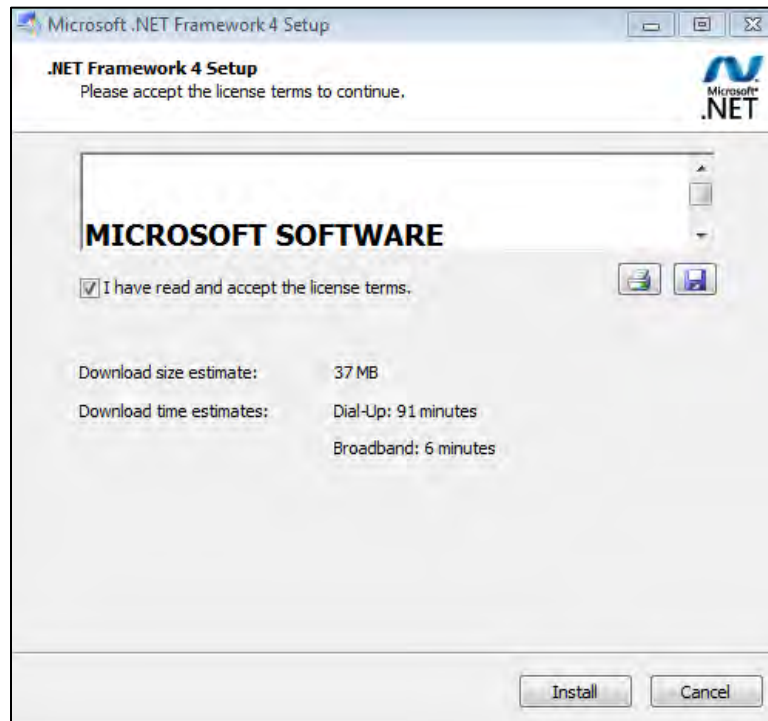 Microsoft .NET Framework 4 Setup
.NET Framework 4 Setup
Please accept the license terms to continue.
Microsoft®
.NET
MICROSOFT SOFTWARE
I have read and accept the license terms.
Download size estimate: 37 MB
Download time estimates: Dial-Up: 91 minutes
Broadband: 6 minutes
Install Cancel